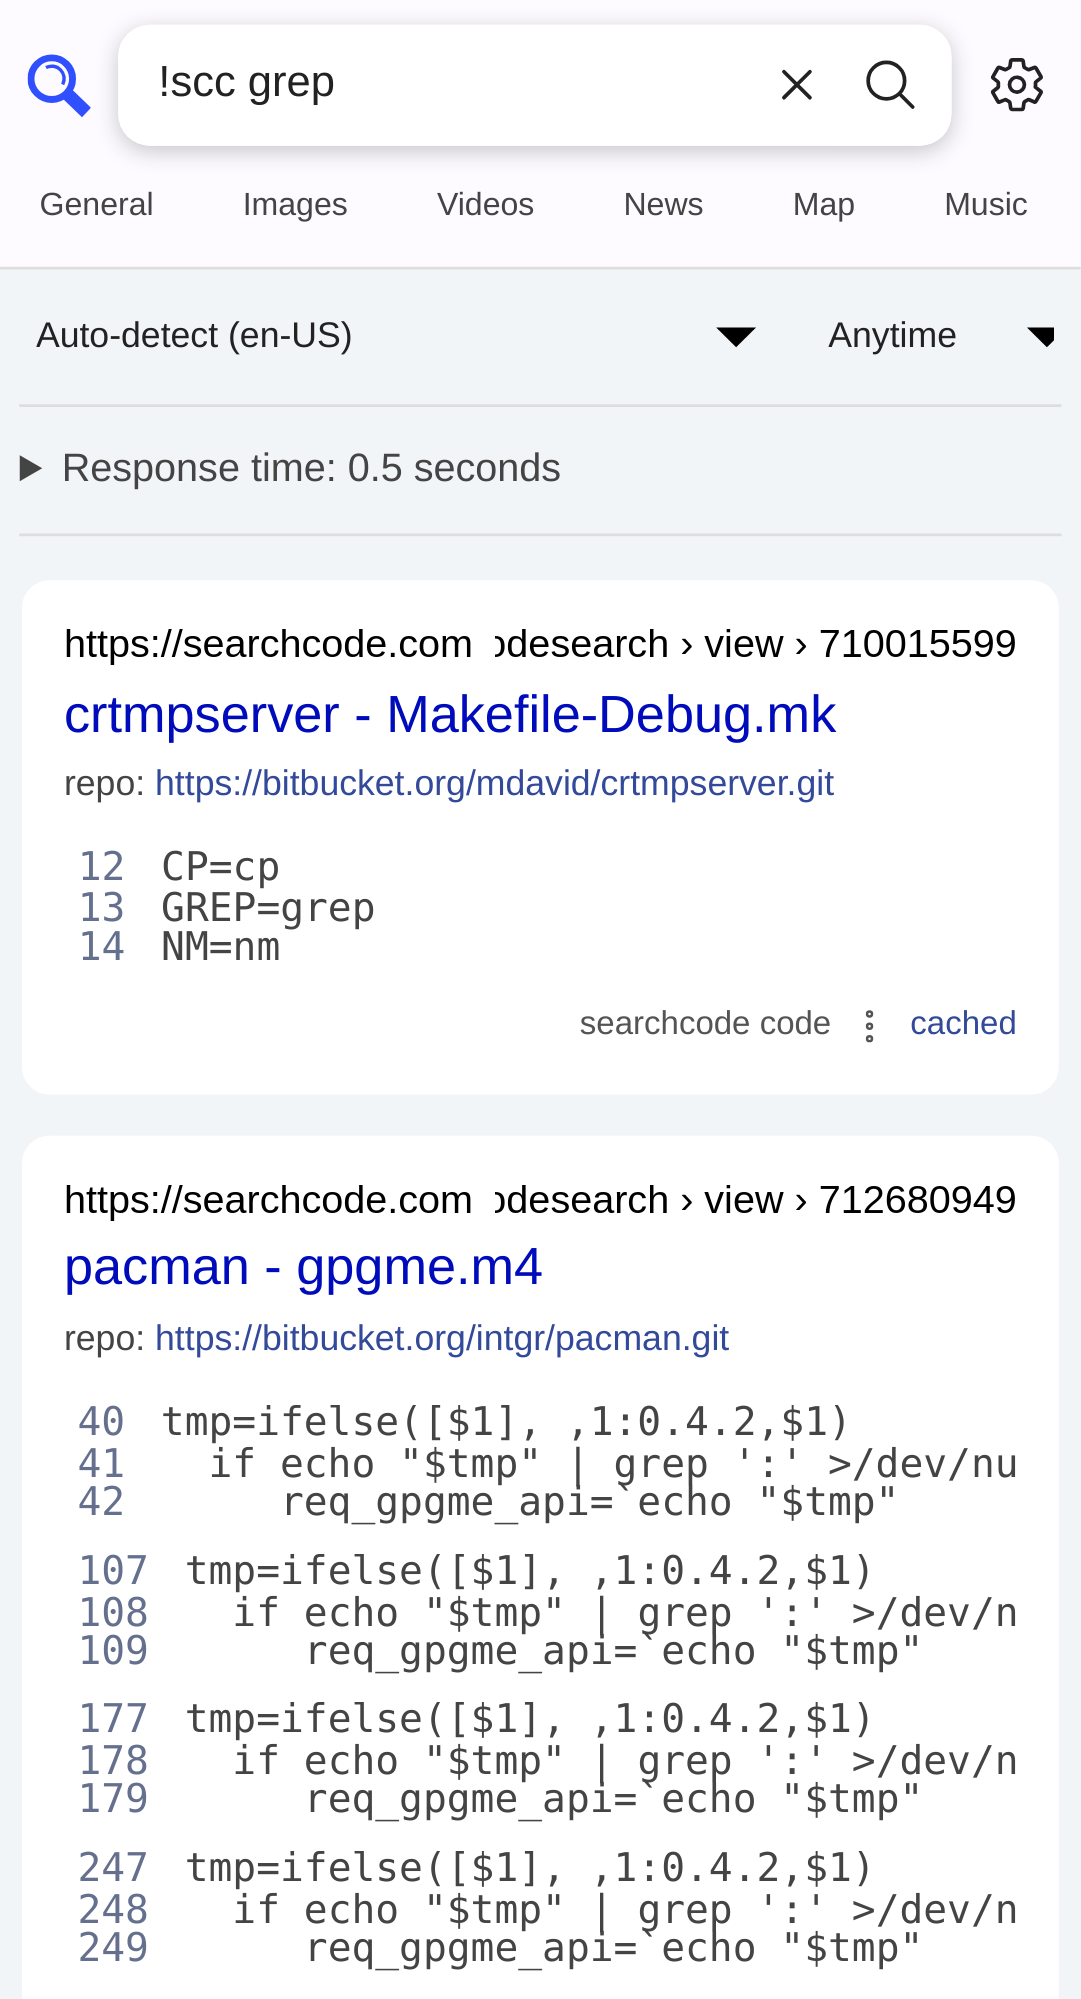 !scc grep
General Images Videos News Map Music
Auto-detect (en-US) Anytime
Response time: 0.5 seconds
https://searchcode.com odesearch › view › 710015599
crtmpserver - Makefile-Debug.mk
repo: https://bitbucket.org/mdavid/crtmpserver.git
12 CP=cp
13 GREP=grep
14 NM=nm
searchcode code cached
https://searchcode.com odesearch › view › 712680949
pacman - gpgme.m4
repo: https://bitbucket.org/intgr/pacman.git
40 tmp=ifelse([$1], ,1:0.4.2,$1)
41   if echo "$tmp" | grep ':' >/dev/nu
42      req_gpgme_api=`echo "$tmp"
107 tmp=ifelse([$1], ,1:0.4.2,$1)
108   if echo "$tmp" | grep ':' >/dev/n
109      req_gpgme_api=`echo "$tmp"
177 tmp=ifelse([$1], ,1:0.4.2,$1)
178   if echo "$tmp" | grep ':' >/dev/n
179      req_gpgme_api=`echo "$tmp"
247 tmp=ifelse([$1], ,1:0.4.2,$1)
248   if echo "$tmp" | grep ':' >/dev/n
249      req_gpgme_api=`echo "$tmp"